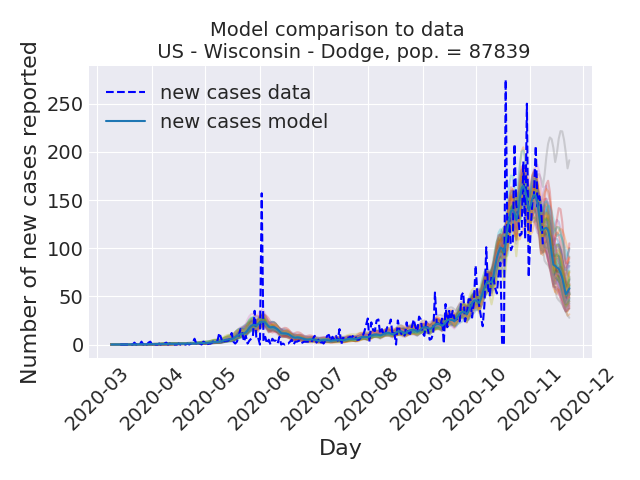 Model comparison to data
US - Wisconsin - Dodge, pop. = 87839
new cases data
new cases model
Number of new cases reported
250
200
150
100
50
0
2020-03
2020-04
2020-05
2020-06
2020-07
2020-08
2020-09
2020-10
2020-11
2020-12
Day